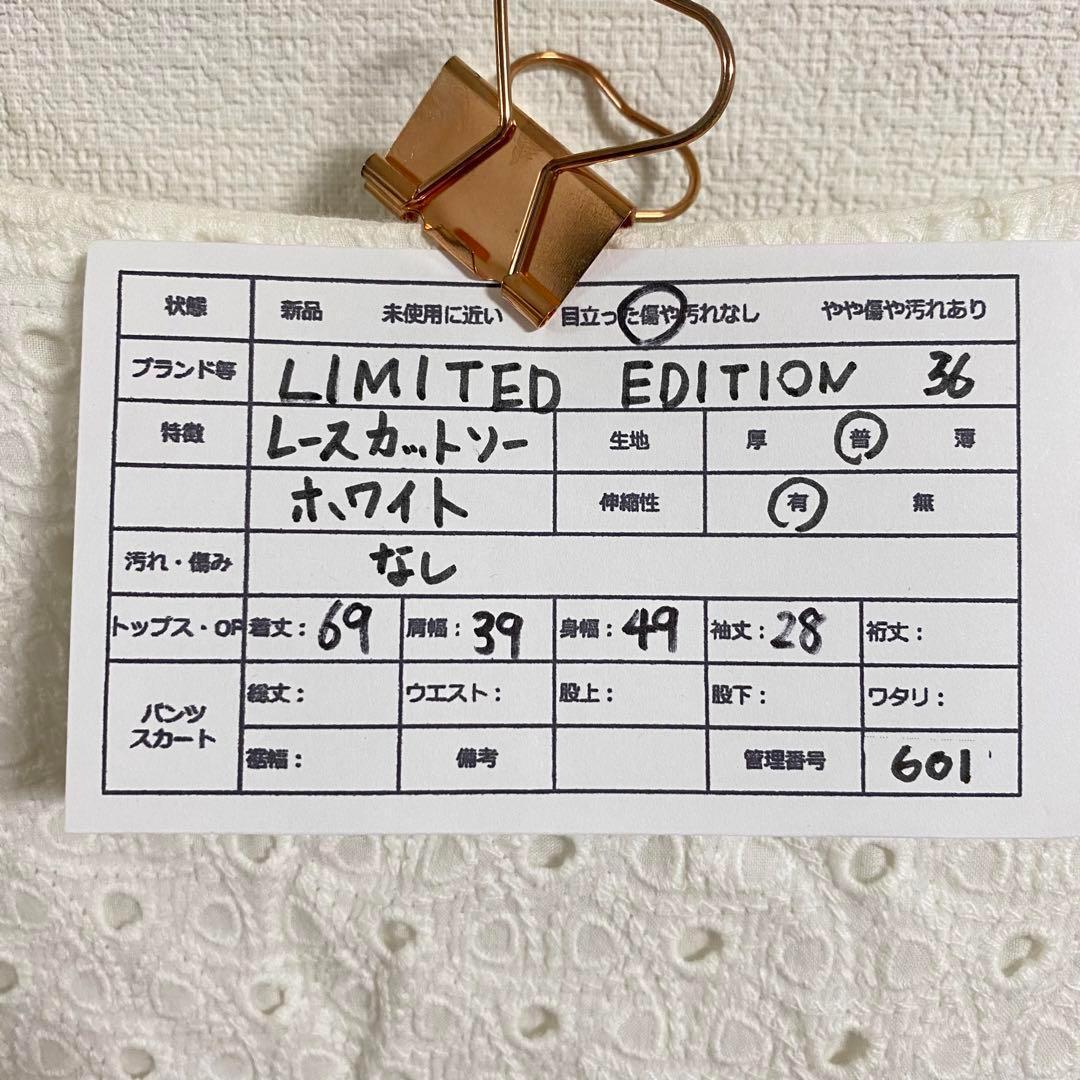 状態 新品 未使用に近い 目立った傷や汚れなし やや傷や汚れあり
ブランド等 LIMITED EDITION 36
特徴 レースカットソー 生地 厚 普 薄
ホワイト 伸縮性 有 無
汚れ・傷み なし
トップス・OP 着丈：69 肩幅：39 身幅：49 袖丈：28 裄丈：
パンツ スカート 総丈： ウエスト： 股上： 股下： ワタリ：
裾幅： 備考 管理番号 601